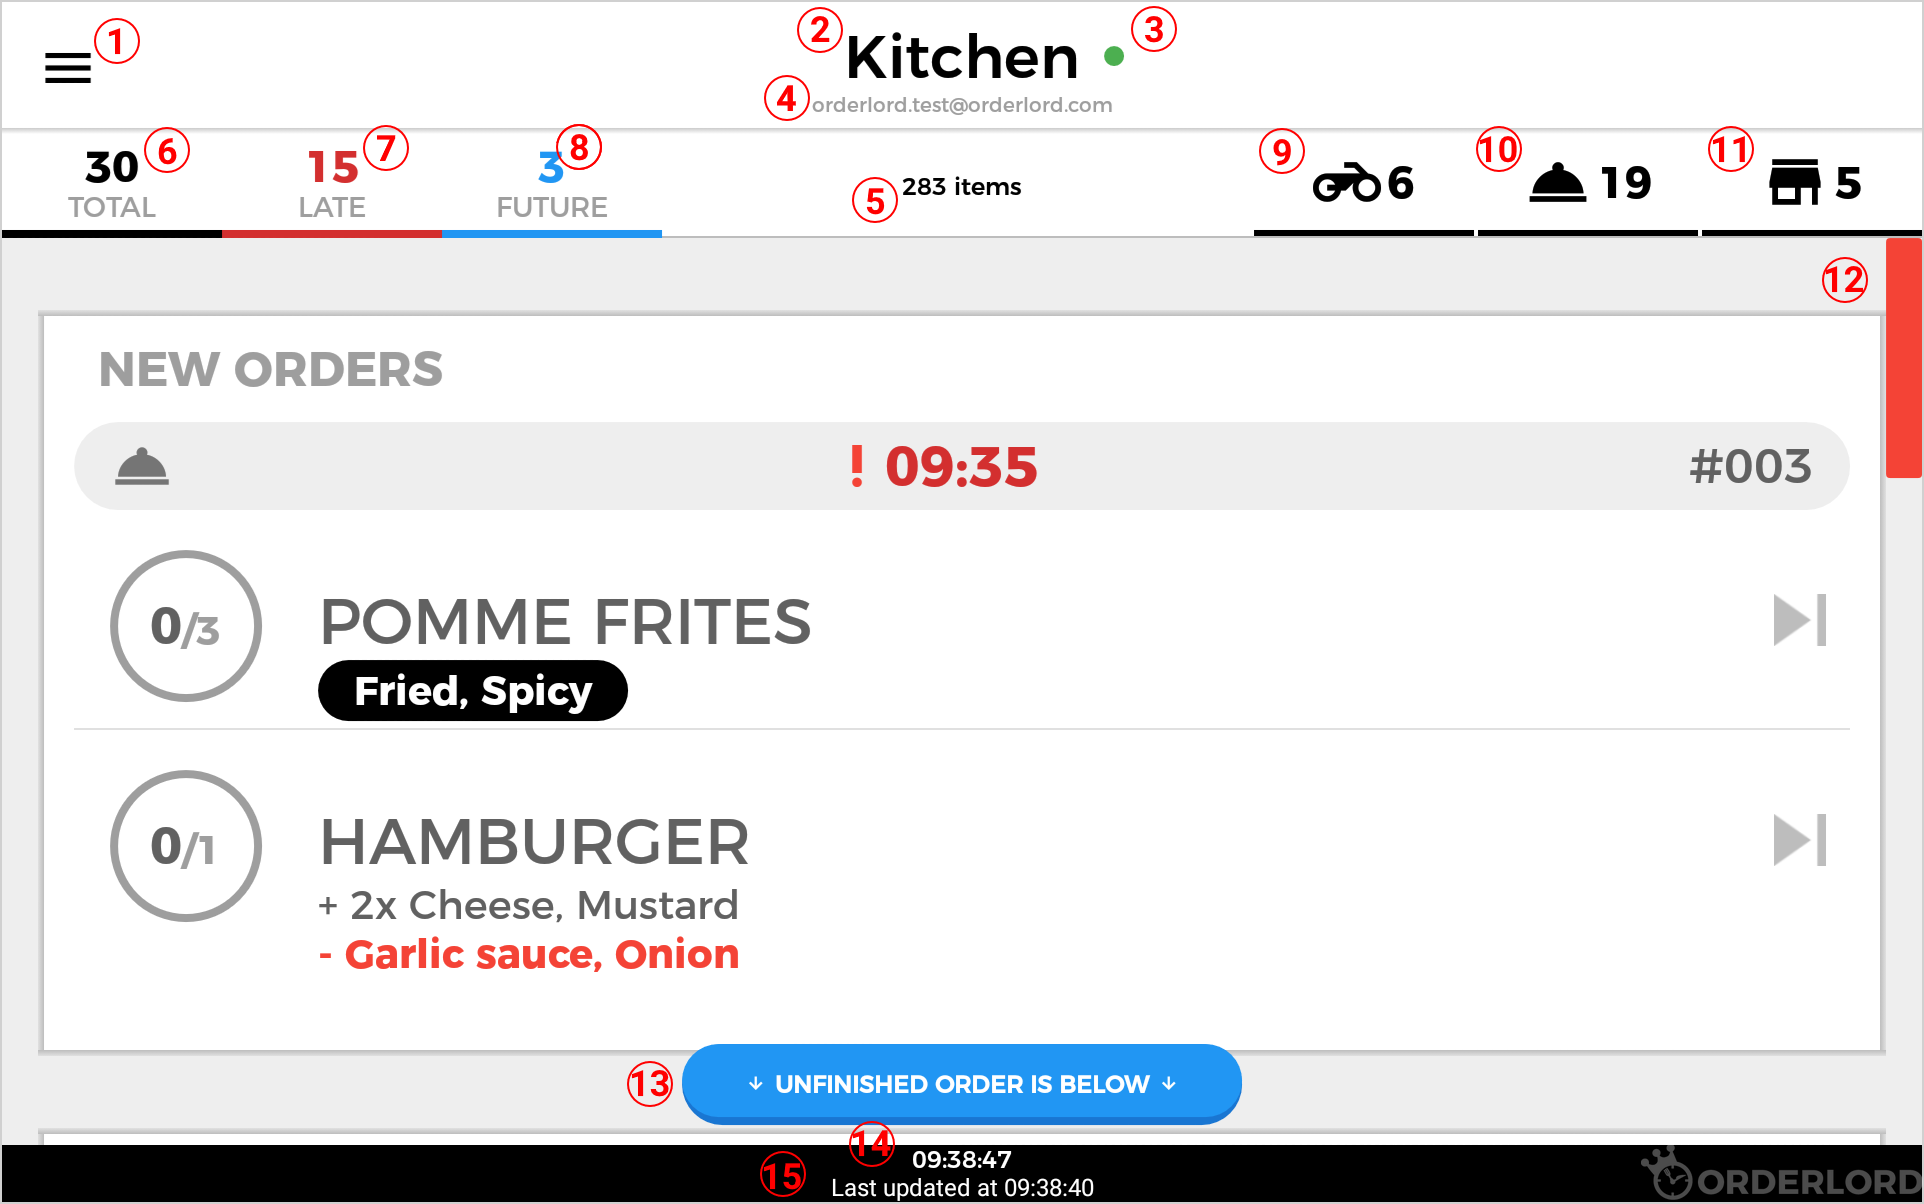 1
2
Kitchen
3
4
orderlord.test@orderlord.com
30
6
TOTAL
15
7
LATE
3
8
FUTURE
5
283 items
9
6
10
19
11
5
12
NEW ORDERS
! 09:35
#003
0/3
POMME FRITES
Fried, Spicy
0/1
HAMBURGER
+ 2x Cheese, Mustard
- Garlic sauce, Onion
13
↓ UNFINISHED ORDER IS BELOW ↓
14
09:38:47
15
Last updated at 09:38:40
ORDERLORD